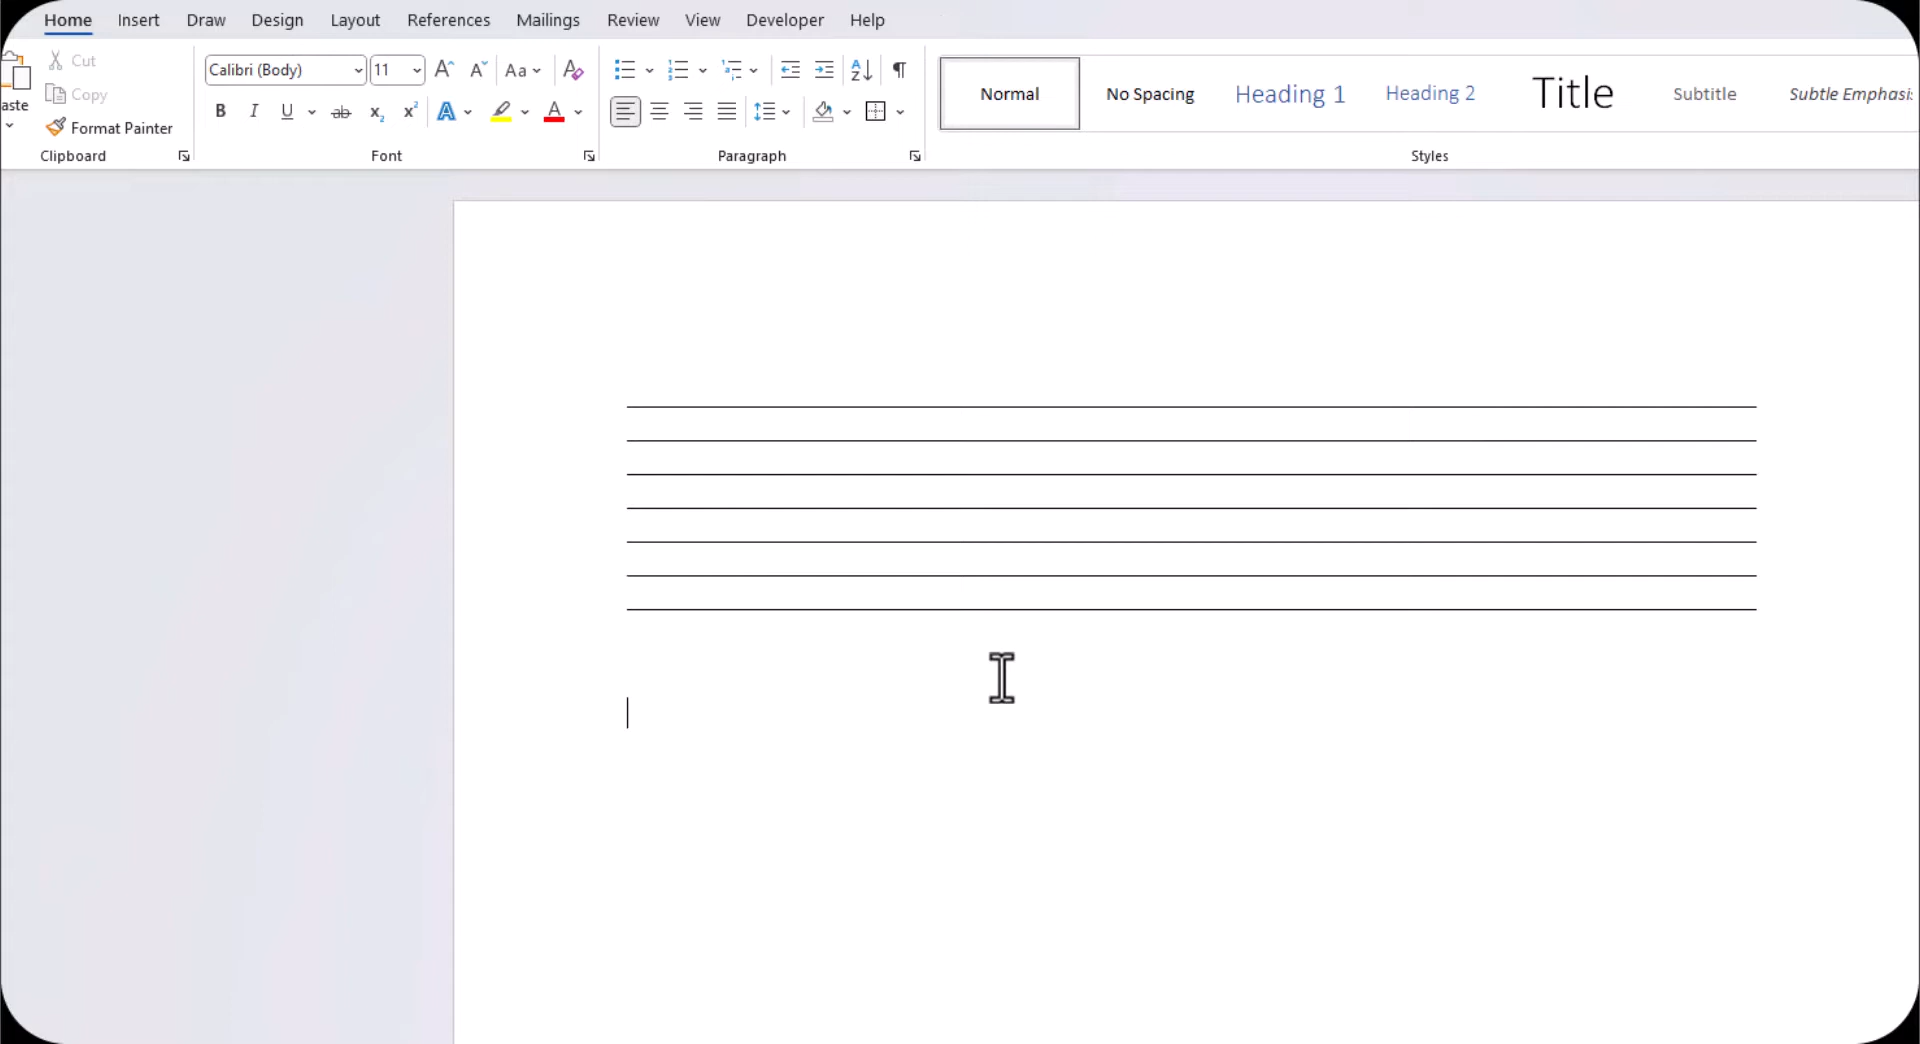 Home Insert Draw Design Layout References Mailings Review View Developer Help
Cut
Copy
aste
Format Painter
Clipboard
Calibri (Body) 11
Font
Paragraph
Normal No Spacing Heading 1 Heading 2 Title Subtitle Subtle Emphasi
Styles